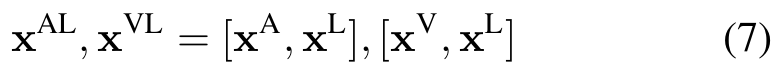 x^AL, x^VL = [x^A, x^L], [x^V, x^L] (7)